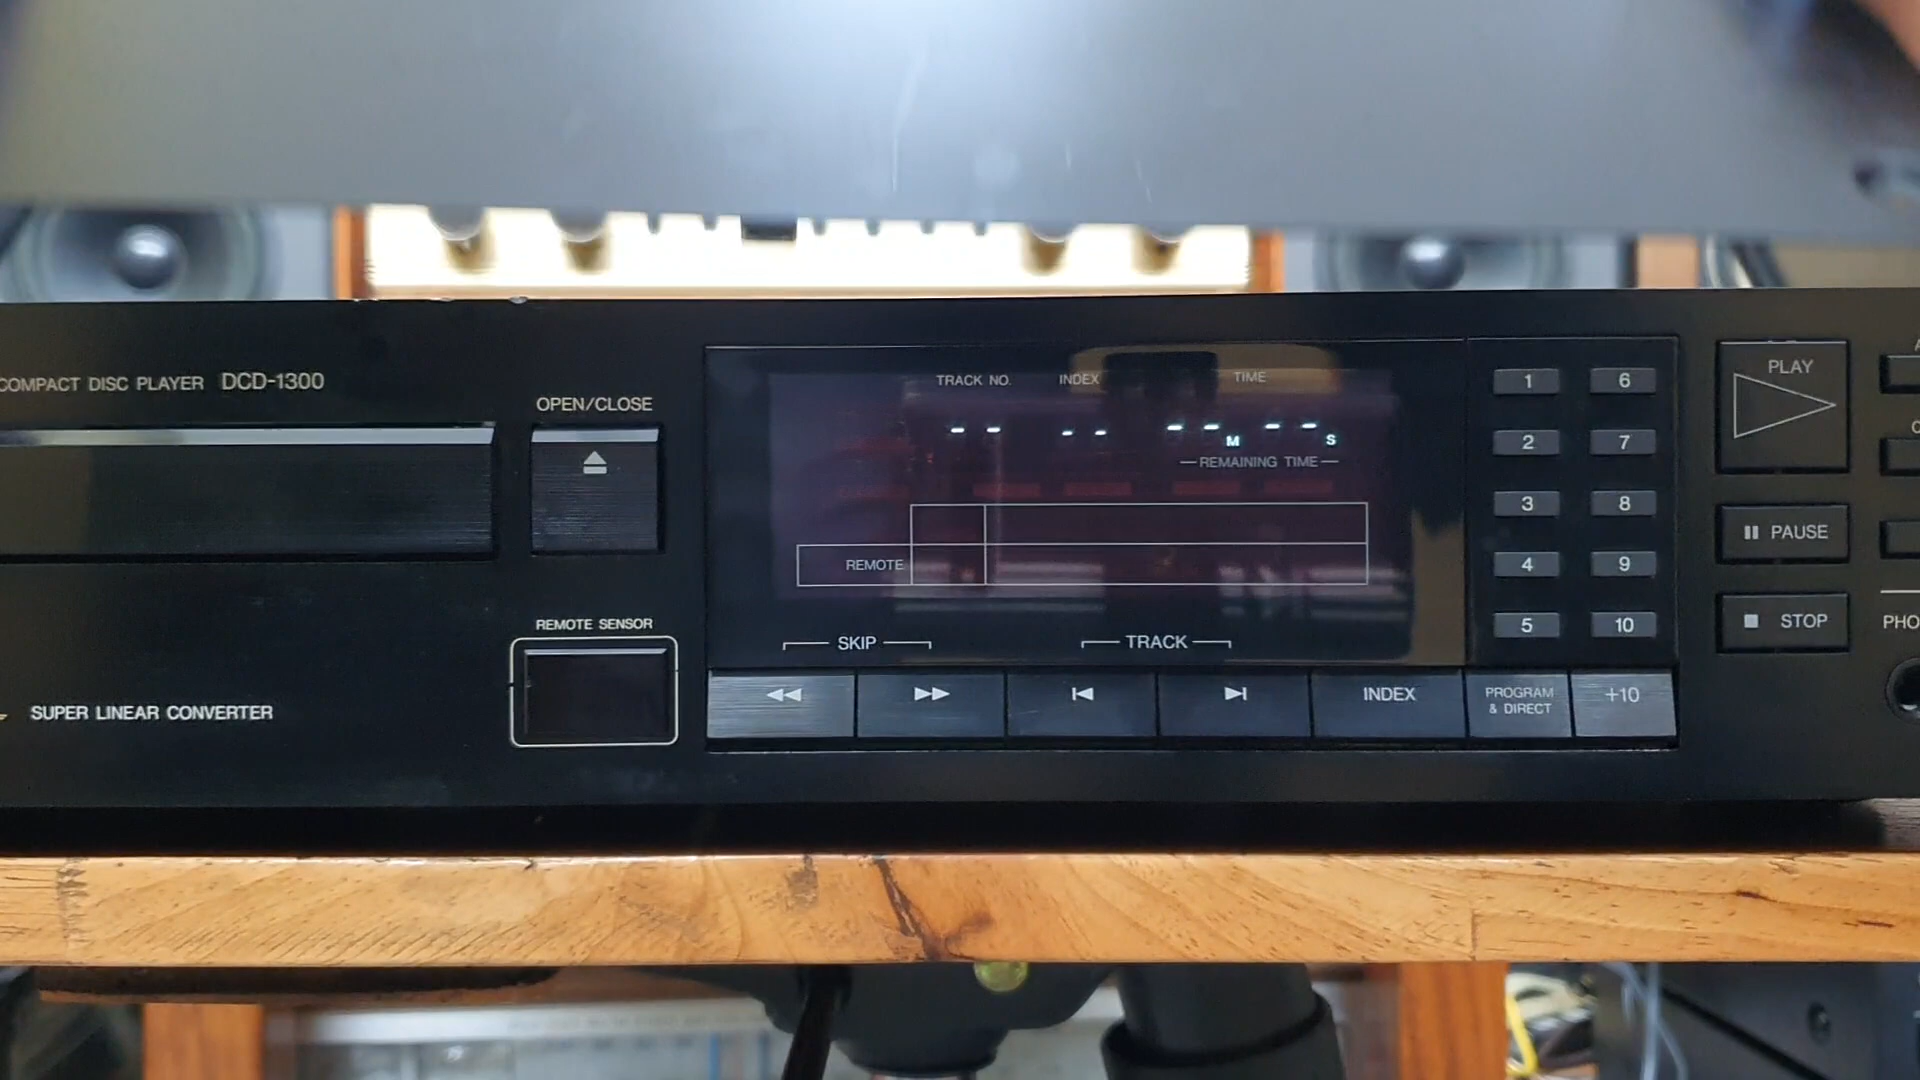 COMPACT DISC PLAYER DCD-1300
OPEN/CLOSE
REMOTE SENSOR
SUPER LINEAR CONVERTER
TRACK NO. INDEX TIME
-- -- -- M -- S
REMAINING TIME
REMOTE
SKIP TRACK
INDEX
PROGRAM
& DIRECT
+10
1 6
2 7
3 8
4 9
5 10
PLAY
PAUSE
STOP